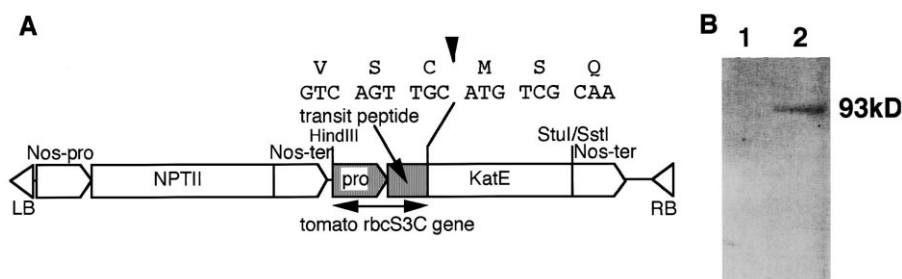 A
V S C M S Q
GTC AGT TGC ATG TCG CAA
transit peptide
HindIII
StuI/SstI
Nos-pro
Nos-ter
Nos-ter
NPTII
pro
KatE
LB
RB
tomato rbcS3C gene
B
1 2
93kD